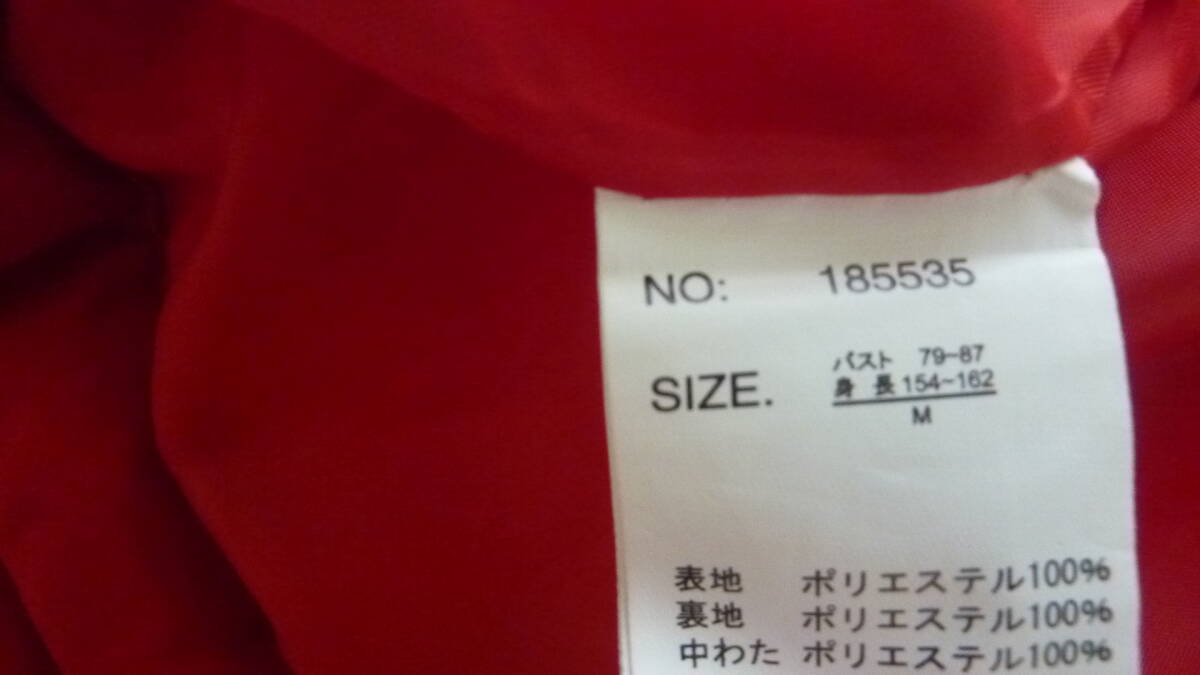 NO: 185535
SIZE.
バスト 79-87
身長 154-162
M
表地 ポリエステル100%
裏地 ポリエステル100%
中わた ポリエステル100%